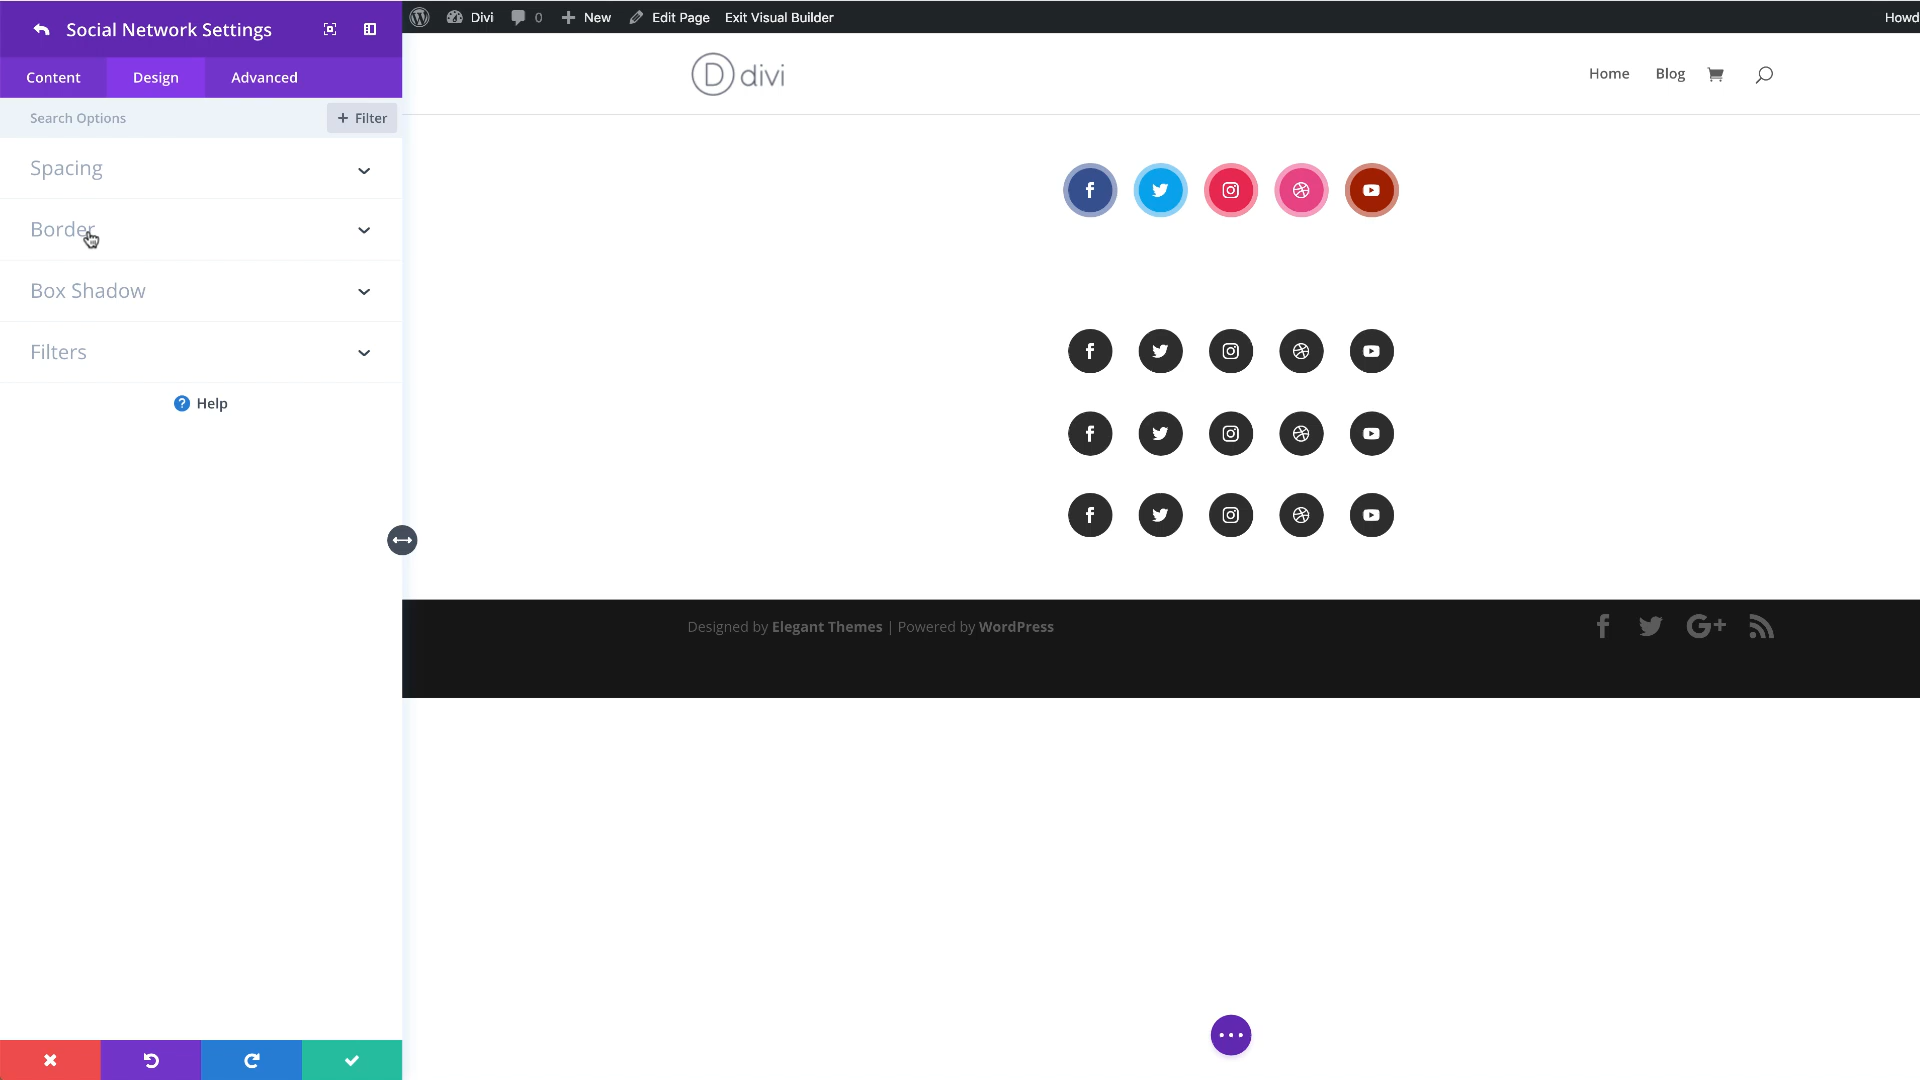 Social Network Settings
Content Design Advanced
Search Options + Filter
Spacing
Border
Box Shadow
Filters
? Help
Divi 0 New Edit Page Exit Visual Builder Howd
D divi
Home Blog
Designed by Elegant Themes | Powered by WordPress